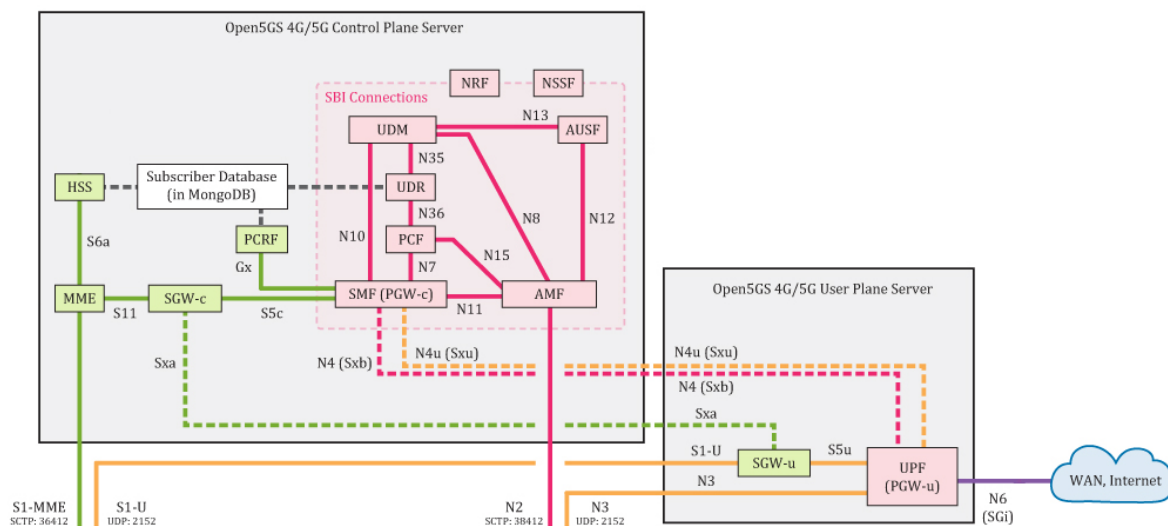 Open5GS 4G/5G Control Plane Server
NRF
NSSF
SBI Connections
N13
UDM
AUSF
N35
Subscriber Database
(in MongoDB)
HSS
UDR
N36
N8
N12
S6a
PCRF
N10
PCF
N15
Gx
N7
MME
SGW-c
SMF (PGW-c)
AMF
S11
S5c
N11
Open5GS 4G/5G User Plane Server
Sxa
N4 (Sxb)
N4u (Sxu)
N4u (Sxu)
N4 (Sxb)
Sxa
S1-U
SGW-u
S5u
UPF
(PGW-u)
N3
WAN, Internet
N6
(SGi)
S1-MME
SCTP: 36412
S1-U
UDP: 2152
N2
SCTP: 38412
N3
UDP: 2152